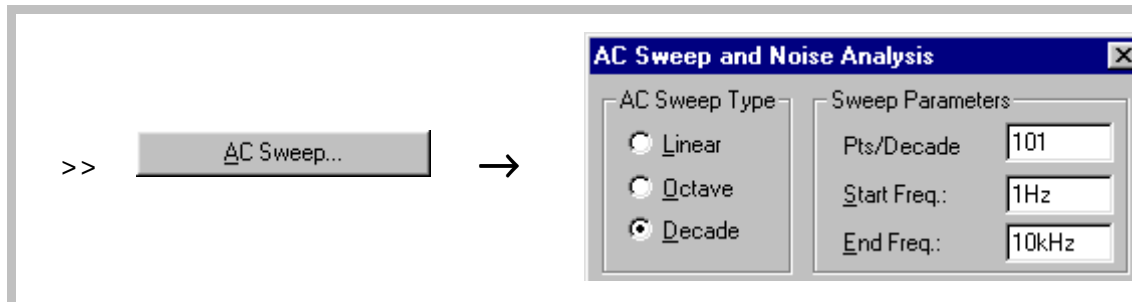 >> AC Sweep... →
AC Sweep and Noise Analysis
AC Sweep Type
Linear
Octave
Decade
Sweep Parameters
Pts/Decade 101
Start Freq.: 1Hz
End Freq.: 10kHz